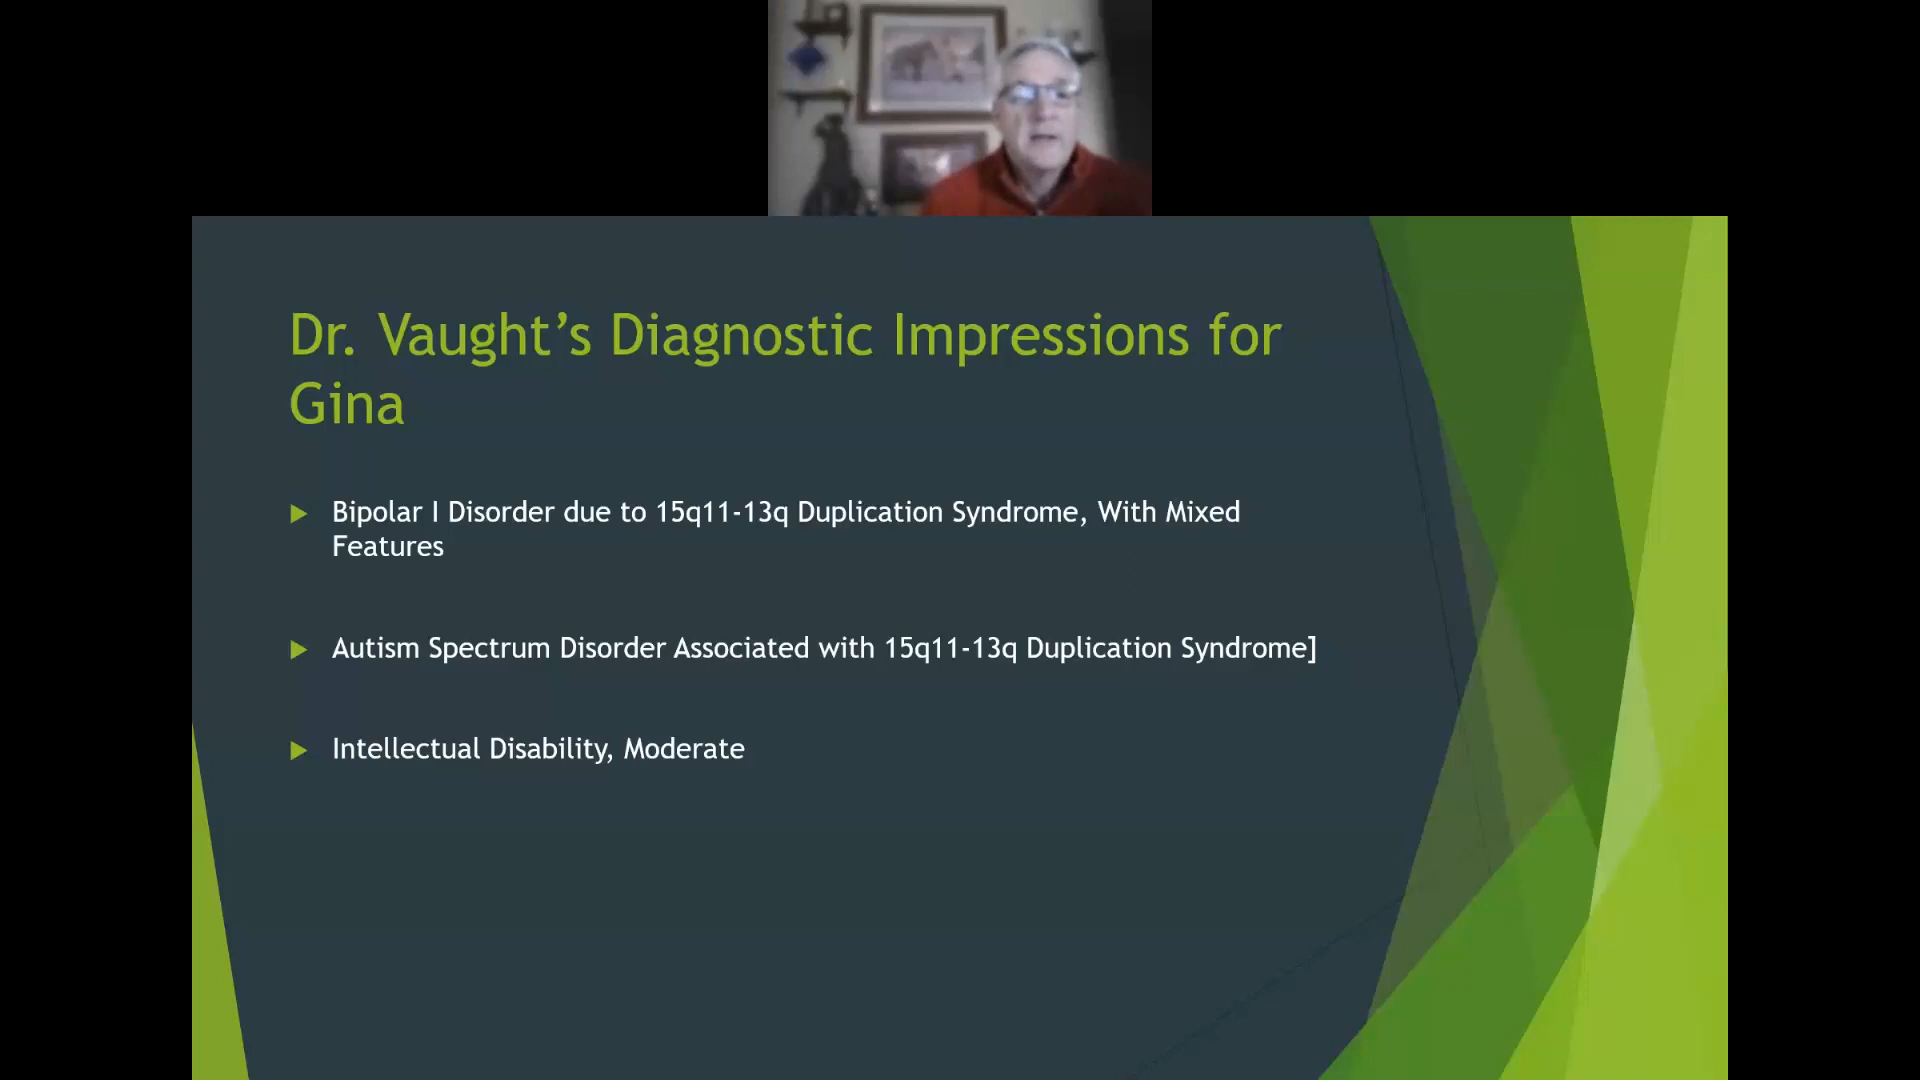 Dr. Vaught’s Diagnostic Impressions for
Gina
Bipolar I Disorder due to 15q11-13q Duplication Syndrome, With Mixed
Features
Autism Spectrum Disorder Associated with 15q11-13q Duplication Syndrome]
Intellectual Disability, Moderate